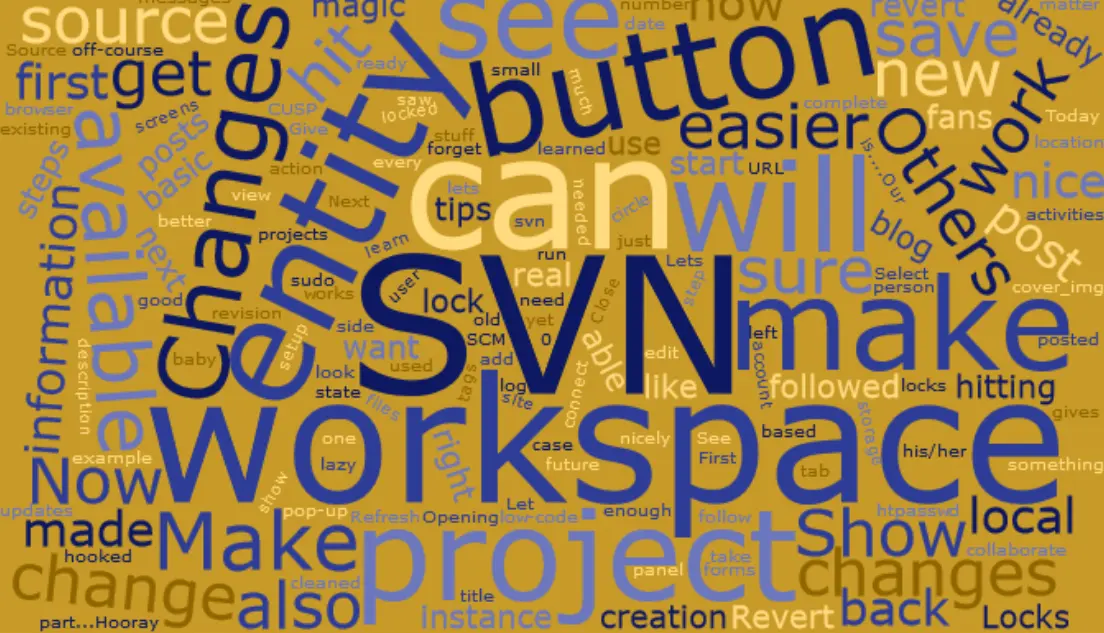 messages
magic
see
number
now
revert
matter
source
date
save
already
Source
off-course
hit
ready
button
new
work
first
get
Changes
small
much
easier
complete
fans
Today
browser
screens
CUSP
saw
locked
entity
stuff
Others
location
existing
available
posts
Give
forget
learned
use
is....Our
steps
basic
action
every
can
start
URL
will
nice
information
view
Next
lets
needed
circle
blog
post
activities
better
tips
svn
just
next
projects
learn
run
Lets
sure
Select
person
good
sudo
works
user
SVN
real
Close
step
make
cover_img
revision
lock
need
side
old
yet
left
posted
description
baby
setup
want
SCM
0
able
edit
account
look
used
add
like
followed
locks
hitting
state
files
tags
log
site
connect
gives
workspace
one
right
case
nicely
See
based
storage
his/her
example
lazy
future
First
tab
something
Now
show
updates
pop-up
Refresh
Opening
Let
low-code
enough
follow
htpasswd
local
made
Make
project
Show
hooked
take
collaborate
change
cleaned
panel
forms
changes
also
title
instance
creation
Revert
back
Locks
part...Hooray